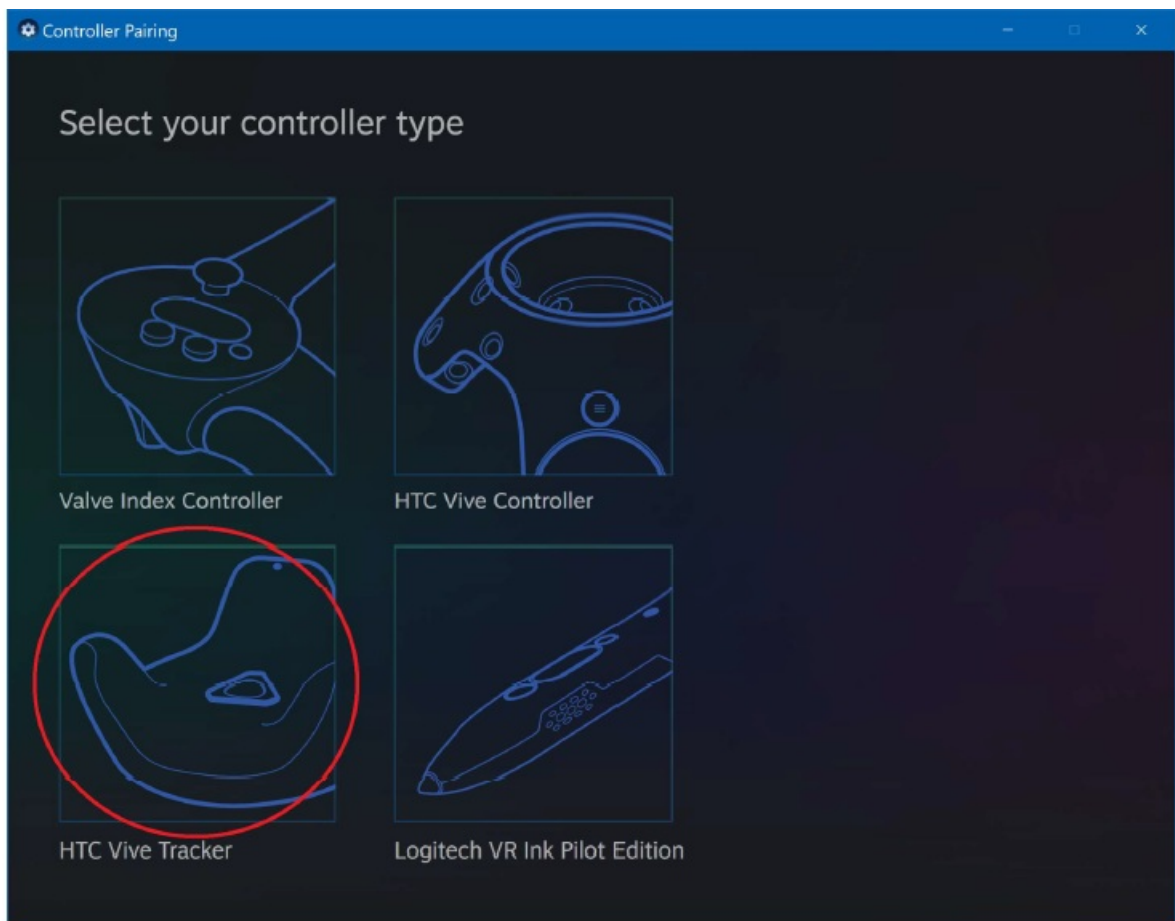 Controller Pairing
Select your controller type
Valve Index Controller
HTC Vive Controller
HTC Vive Tracker
Logitech VR Ink Pilot Edition